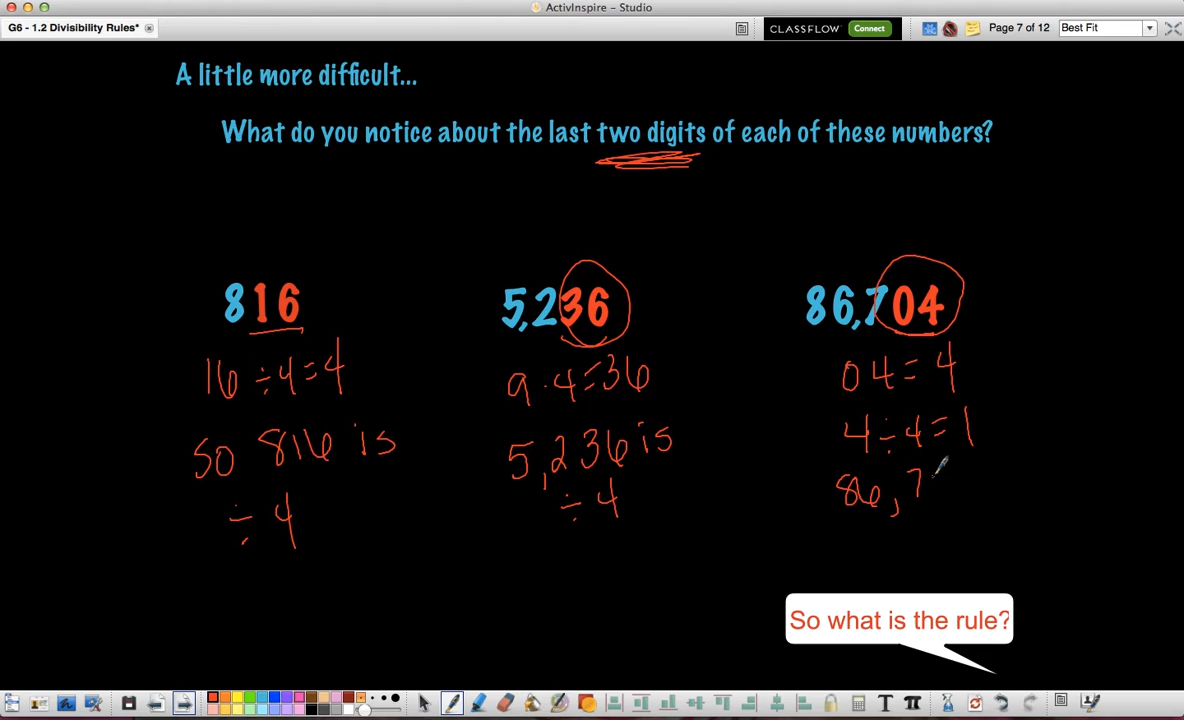 ActivInspire – Studio
G6 - 1.2 Divisibility Rules*
CLASSFLOW Connect
Page 7 of 12
Best Fit
A little more difficult...
What do you notice about the last two digits of each of these numbers?
816
5,236
86,704
16 ÷ 4 = 4
9 · 4 = 36
04 = 4
4 ÷ 4 = 1
so 816 is
÷ 4
5,236 is
÷ 4
86,7
So what is the rule?